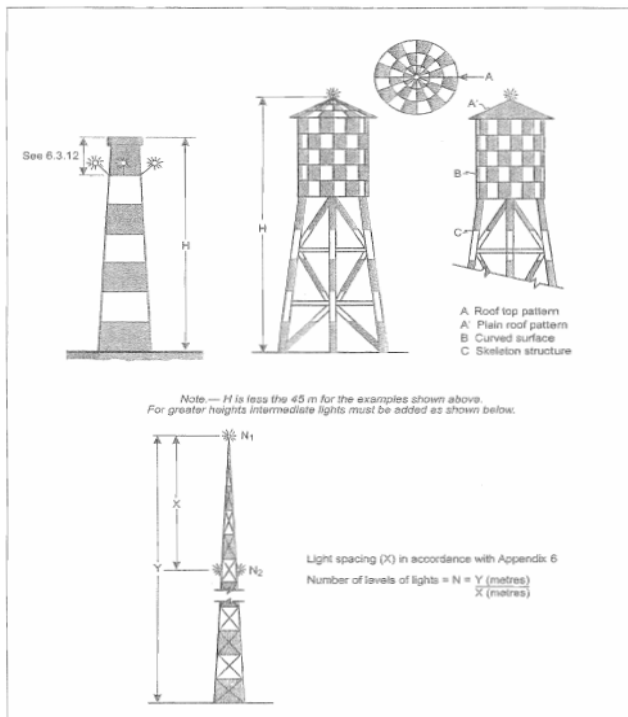 A
A'
See 6.3.12
H
H
B
C
A Roof top pattern
A' Plain roof pattern
B Curved surface
C Skeleton structure
Note.— H is less the 45 m for the examples shown above.
For greater heights intermediate lights must be added as shown below.
N1
X
Y
N2
Light spacing (X) in accordance with Appendix 6
Number of levels of lights = N = Y (metres)
X (metres)